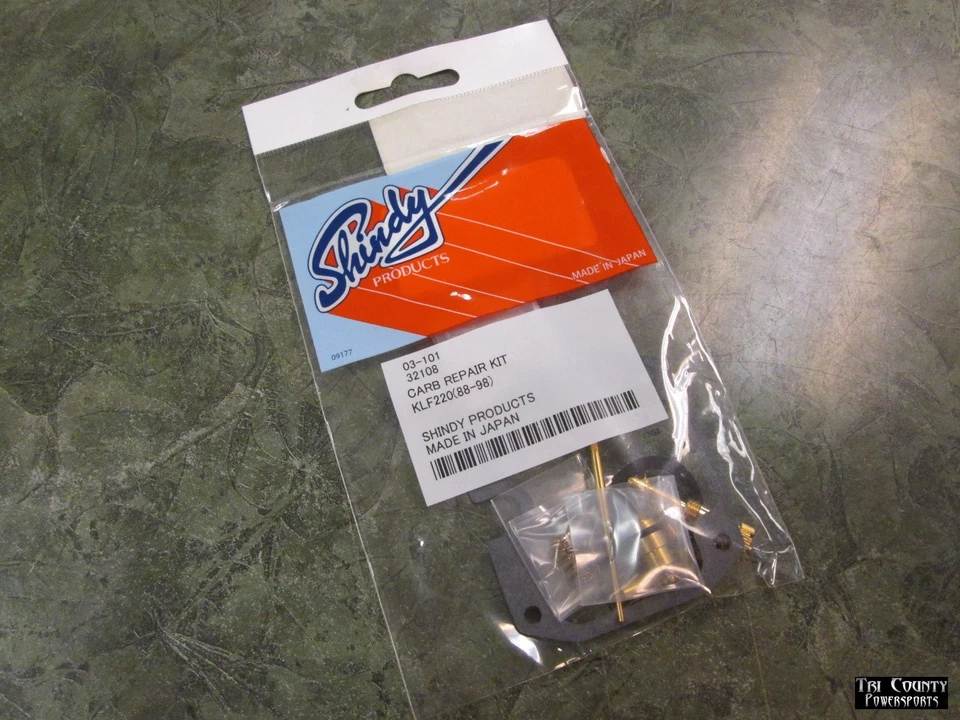 Shindy
PRODUCTS
MADE IN JAPAN
09177
03-101
32108
CARB REPAIR KIT
KLF220(88-98)
SHINDY PRODUCTS
MADE IN JAPAN
TRI COUNTY
POWERSPORTS